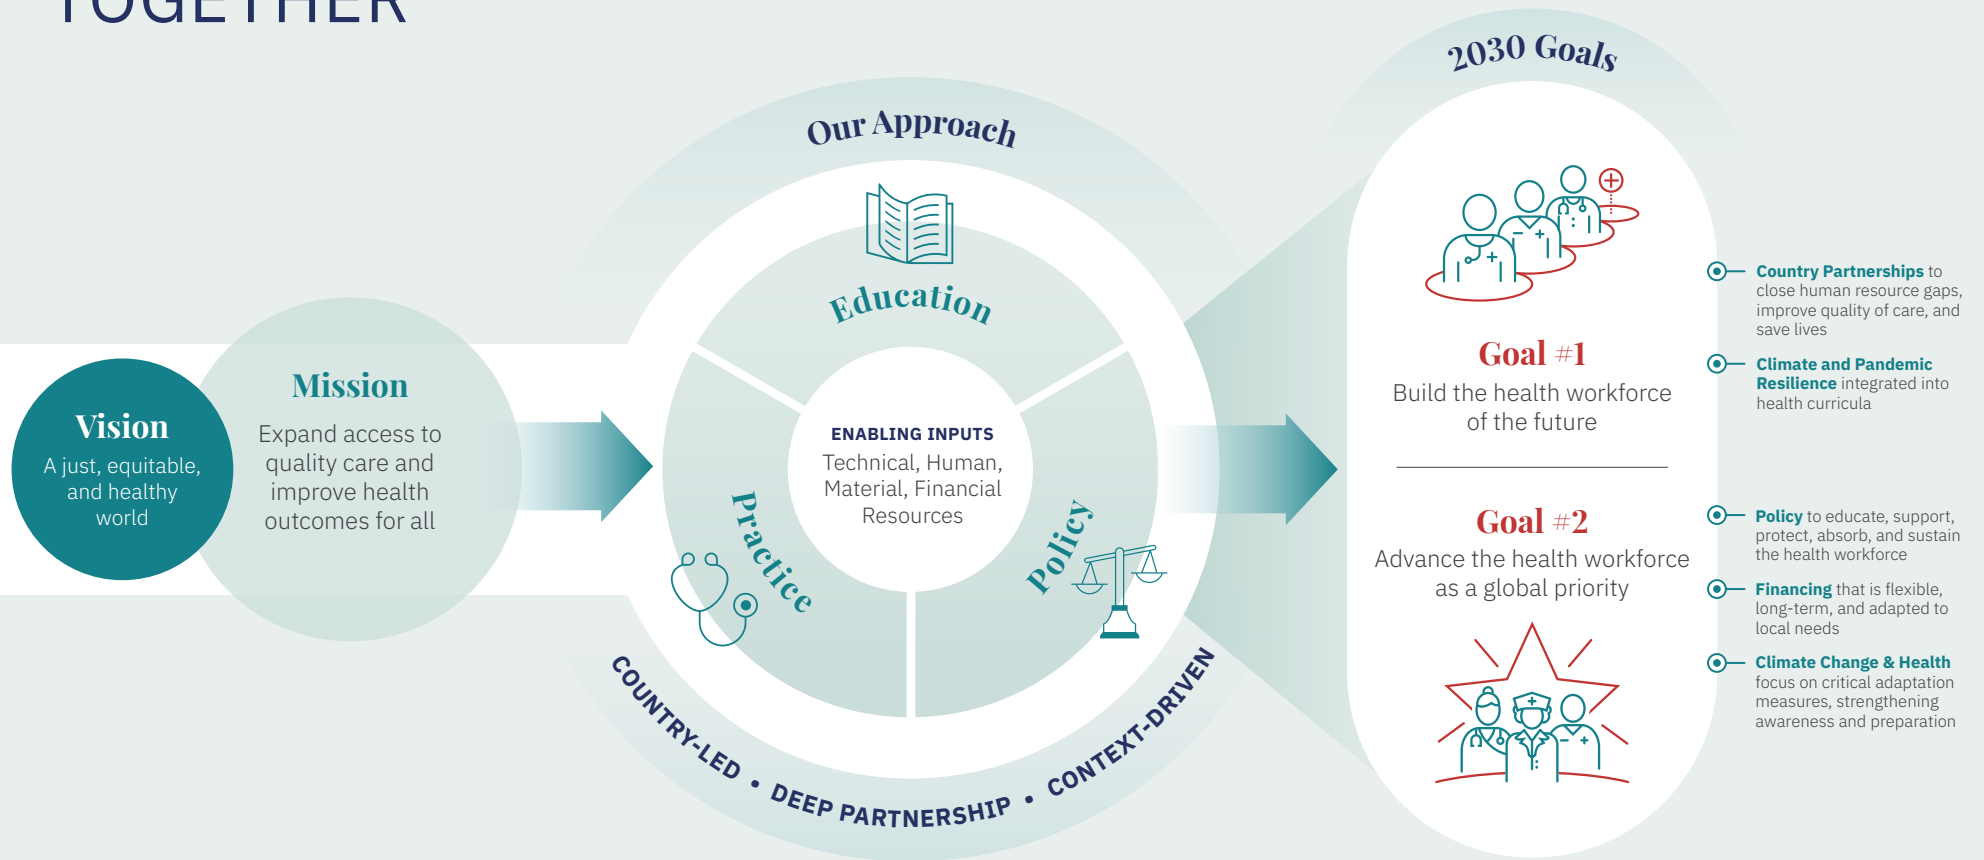 TOGETHER
Vision
A just, equitable,
and healthy
world
Mission
Expand access to
quality care and
improve health
outcomes for all
Our Approach
Education
Practice
Policy
ENABLING INPUTS
Technical, Human,
Material, Financial
Resources
COUNTRY-LED • DEEP PARTNERSHIP • CONTEXT-DRIVEN
2030 Goals
Goal #1
Build the health workforce
of the future
Goal #2
Advance the health workforce
as a global priority
Country Partnerships to
close human resource gaps,
improve quality of care, and
save lives
Climate and Pandemic
Resilience integrated into
health curricula
Policy to educate, support,
protect, absorb, and sustain
the health workforce
Financing that is flexible,
long-term, and adapted to
local needs
Climate Change & Health
focus on critical adaptation
measures, strengthening
awareness and preparation